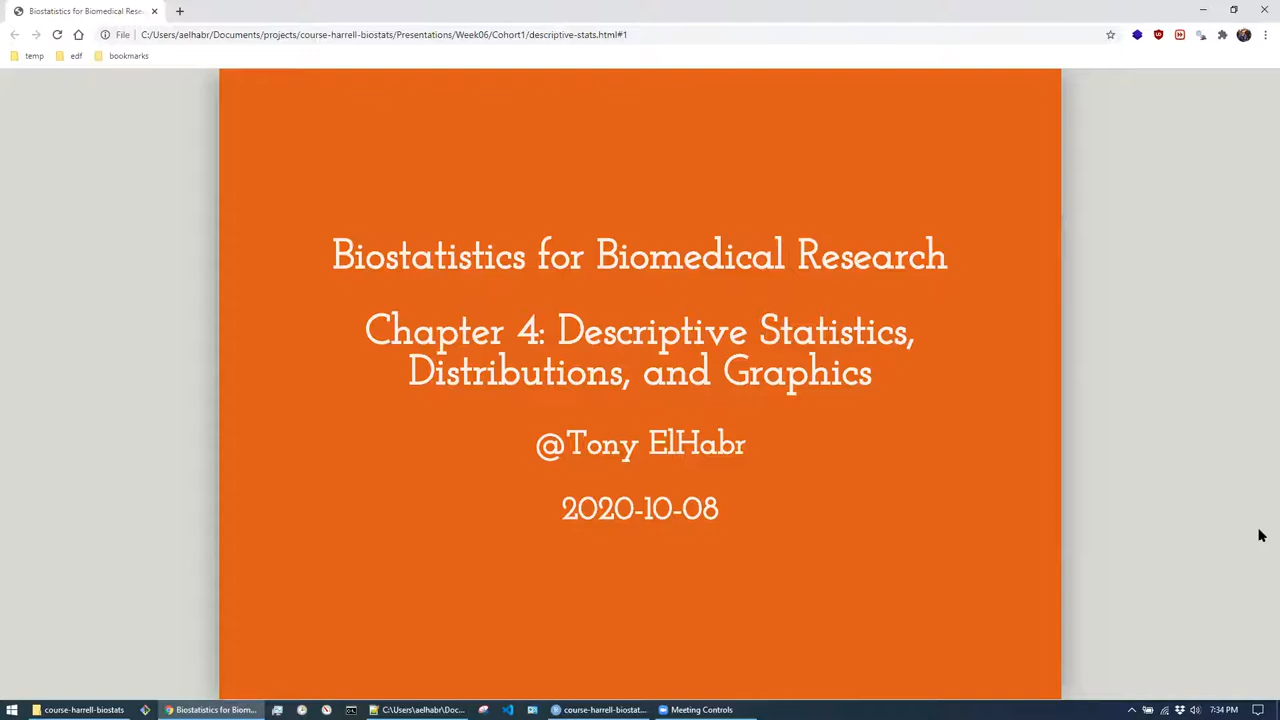 Biostatistics for Biomedical Rese
File
C:/Users/aelhabr/Documents/projects/course-harrell-biostats/Presentations/Week06/Cohort1/descriptive-stats.html#1
temp
edf
bookmarks
Biostatistics for Biomedical Research
Chapter 4: Descriptive Statistics,
Distributions, and Graphics
@Tony ElHabr
2020-10-08
course-harrell-biostats
Biostatistics for Biom...
C:\Users\aelhabr\Doc...
course-harrell-biostat...
Meeting Controls
7:34 PM